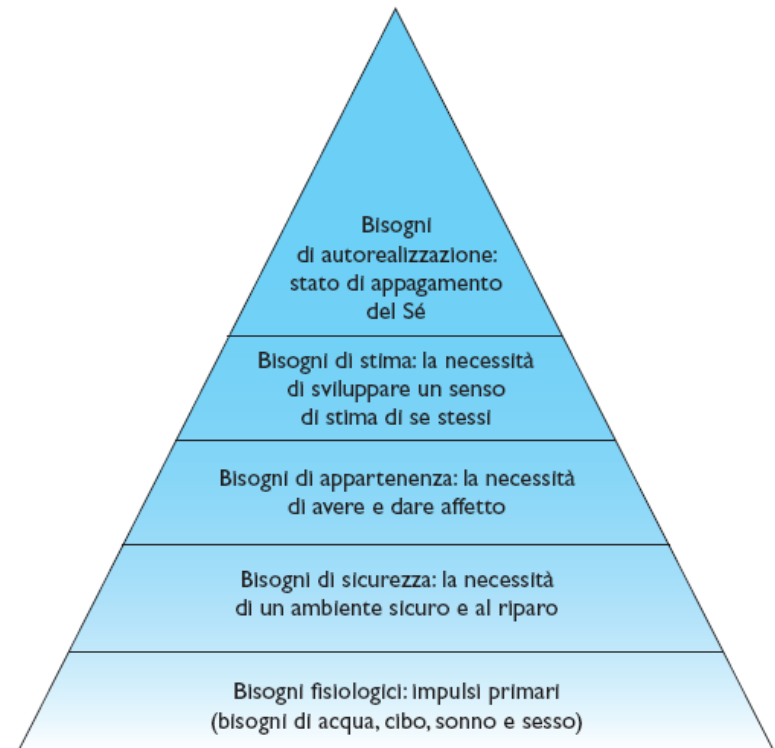 Bisogni
di autorealizzazione:
stato di appagamento
del Sé
Bisogni di stima: la necessità
di sviluppare un senso
di stima di se stessi
Bisogni di appartenenza: la necessità
di avere e dare affetto
Bisogni di sicurezza: la necessità
di un ambiente sicuro e al riparo
Bisogni fisiologici: impulsi primari
(bisogni di acqua, cibo, sonno e sesso)